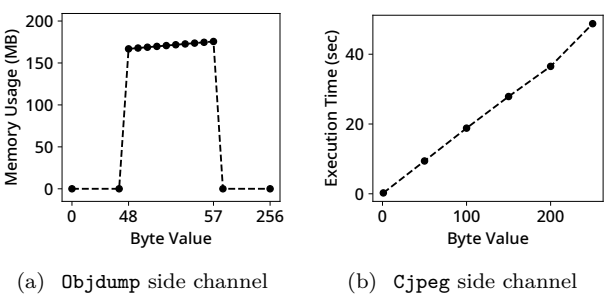 200
150
100
50
0
Memory Usage (MB)
0 48 57 256
Byte Value
(a) Objdump side channel
40
20
0
Execution Time (sec)
0 100 200
Byte Value
(b) Cjpeg side channel